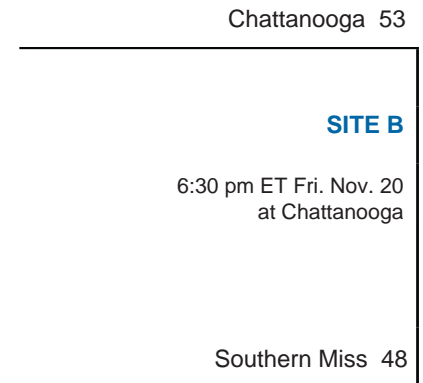 Chattanooga 53
SITE B
6:30 pm ET Fri. Nov. 20
at Chattanooga
Southern Miss 48